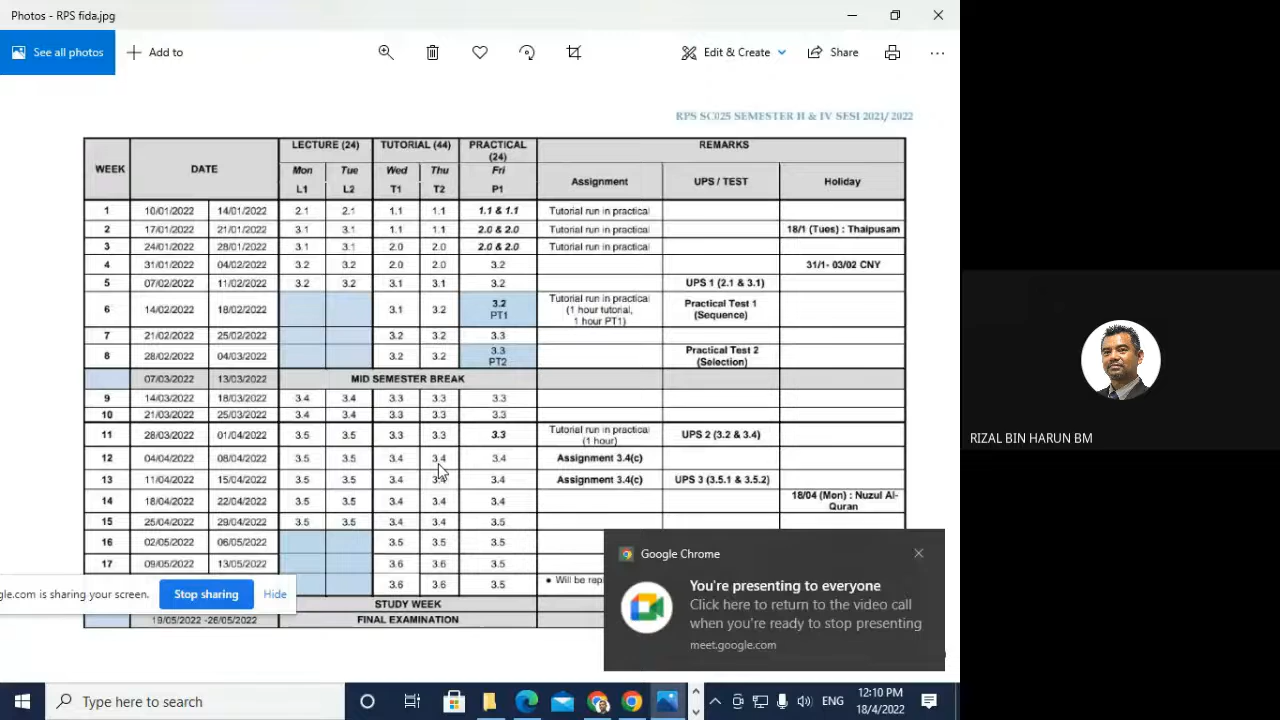 Photos - RPS fida.jpg
See all photos
Add to
Edit & Create
Share
RPS SC025 SEMESTER II & IV SESI 2021/ 2022
WEEK DATE LECTURE (24) TUTORIAL (44) PRACTICAL (24) REMARKS
Mon Tue Wed Thu Fri Assignment UPS / TEST Holiday
L1 L2 T1 T2 P1
1 10/01/2022 14/01/2022 2.1 2.1 1.1 1.1 1.1 & 1.1 Tutorial run in practical
2 17/01/2022 21/01/2022 3.1 3.1 1.1 1.1 2.0 & 2.0 Tutorial run in practical 18/1 (Tues) : Thaipusam
3 24/01/2022 28/01/2022 3.1 3.1 1.1 2.0 2.0 & 2.0 Tutorial run in practical
4 31/01/2022 04/02/2022 3.2 3.2 2.0 2.0 3.2 31/1- 03/02 CNY
5 07/02/2022 11/02/2022 3.2 3.2 3.1 3.1 3.2 UPS 1 (2.1 & 3.1)
6 14/02/2022 18/02/2022 3.1 3.2 3.2 PT1 Tutorial run in practical (1 hour tutorial, 1 hour PT1) Practical Test 1 (Sequence)
7 21/02/2022 25/02/2022 3.2 3.2 3.3
8 28/02/2022 04/03/2022 3.2 3.2 3.3 PT2 Practical Test 2 (Selection)
07/03/2022 13/03/2022 MID SEMESTER BREAK
9 14/03/2022 18/03/2022 3.4 3.4 3.3 3.3 3.3
10 21/03/2022 25/03/2022 3.4 3.4 3.3 3.3 3.3
11 28/03/2022 01/04/2022 3.5 3.5 3.3 3.3 3.3 Tutorial run in practical (1 hour) UPS 2 (3.2 & 3.4)
12 04/04/2022 08/04/2022 3.5 3.5 3.4 3.4 3.4 Assignment 3.4(c)
13 11/04/2022 15/04/2022 3.5 3.5 3.4 3.4 Assignment 3.4(c) UPS 3 (3.5.1 & 3.5.2)
14 18/04/2022 22/04/2022 3.5 3.5 3.4 3.4 3.4 18/04 (Mon) : Nuzul Al-Quran
15 25/04/2022 29/04/2022 3.5 3.5 3.4 3.4 3.5
16 02/05/2022 06/05/2022 3.5 3.5 3.5
17 09/05/2022 13/05/2022 3.6 3.6 3.5
3.6 3.6 3.5 • Will be
STUDY WEEK
19/05/2022 -26/05/2022 FINAL EXAMINATION
gle.com is sharing your screen.
Stop sharing
Hide
Google Chrome
You're presenting to everyone
Click here to return to the video call
when you're ready to stop presenting
meet.google.com
RIZAL BIN HARUN BM
Type here to search
ENG
12:10 PM
18/4/2022